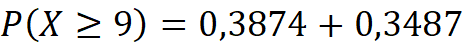 P(X ≥ 9) = 0,3874 + 0,3487